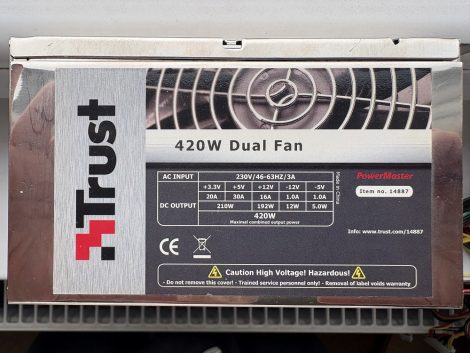 Trust
420W Dual Fan
AC INPUT 230V/46-63HZ/3A
DC OUTPUT +3.3V +5V +12V -12V -5V
20A 30A 16A 1.0A 1.0A
210W 192W 12W 5.0W
420W
Maximal combined output power
Made in China
PowerMaster
Item no. 14887
Info: www.trust.com/14887
CE
Caution High Voltage! Hazardous!
- Do not remove this cover! - Trained service personnel only! - Removal of label voids warranty